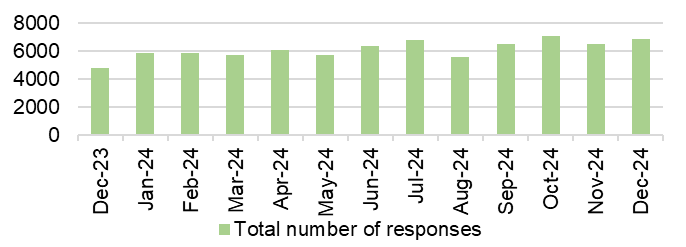 8000
6000
4000
2000
0
Dec-23
Jan-24
Feb-24
Mar-24
Apr-24
May-24
Jun-24
Jul-24
Aug-24
Sep-24
Oct-24
Nov-24
Dec-24
Total number of responses